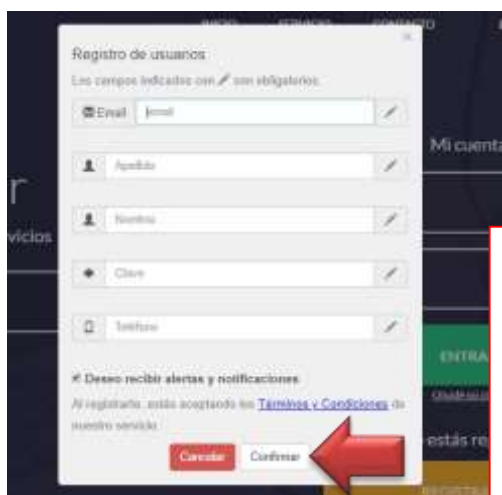 INICIO SERVICIOS CONTACTO
×
Registro de usuarios
Los campos indicados con son obligatorios.
Email email
Mi cuenta
Apellido
r
Nombre
vicios
Clave
Teléfono
ENTRA
Deseo recibir alertas y notificaciones
Al registrarte, estás aceptando los Términos y Condiciones de
nuestro servicio.
estás re
Cancelar Confirmar
REGISTRA